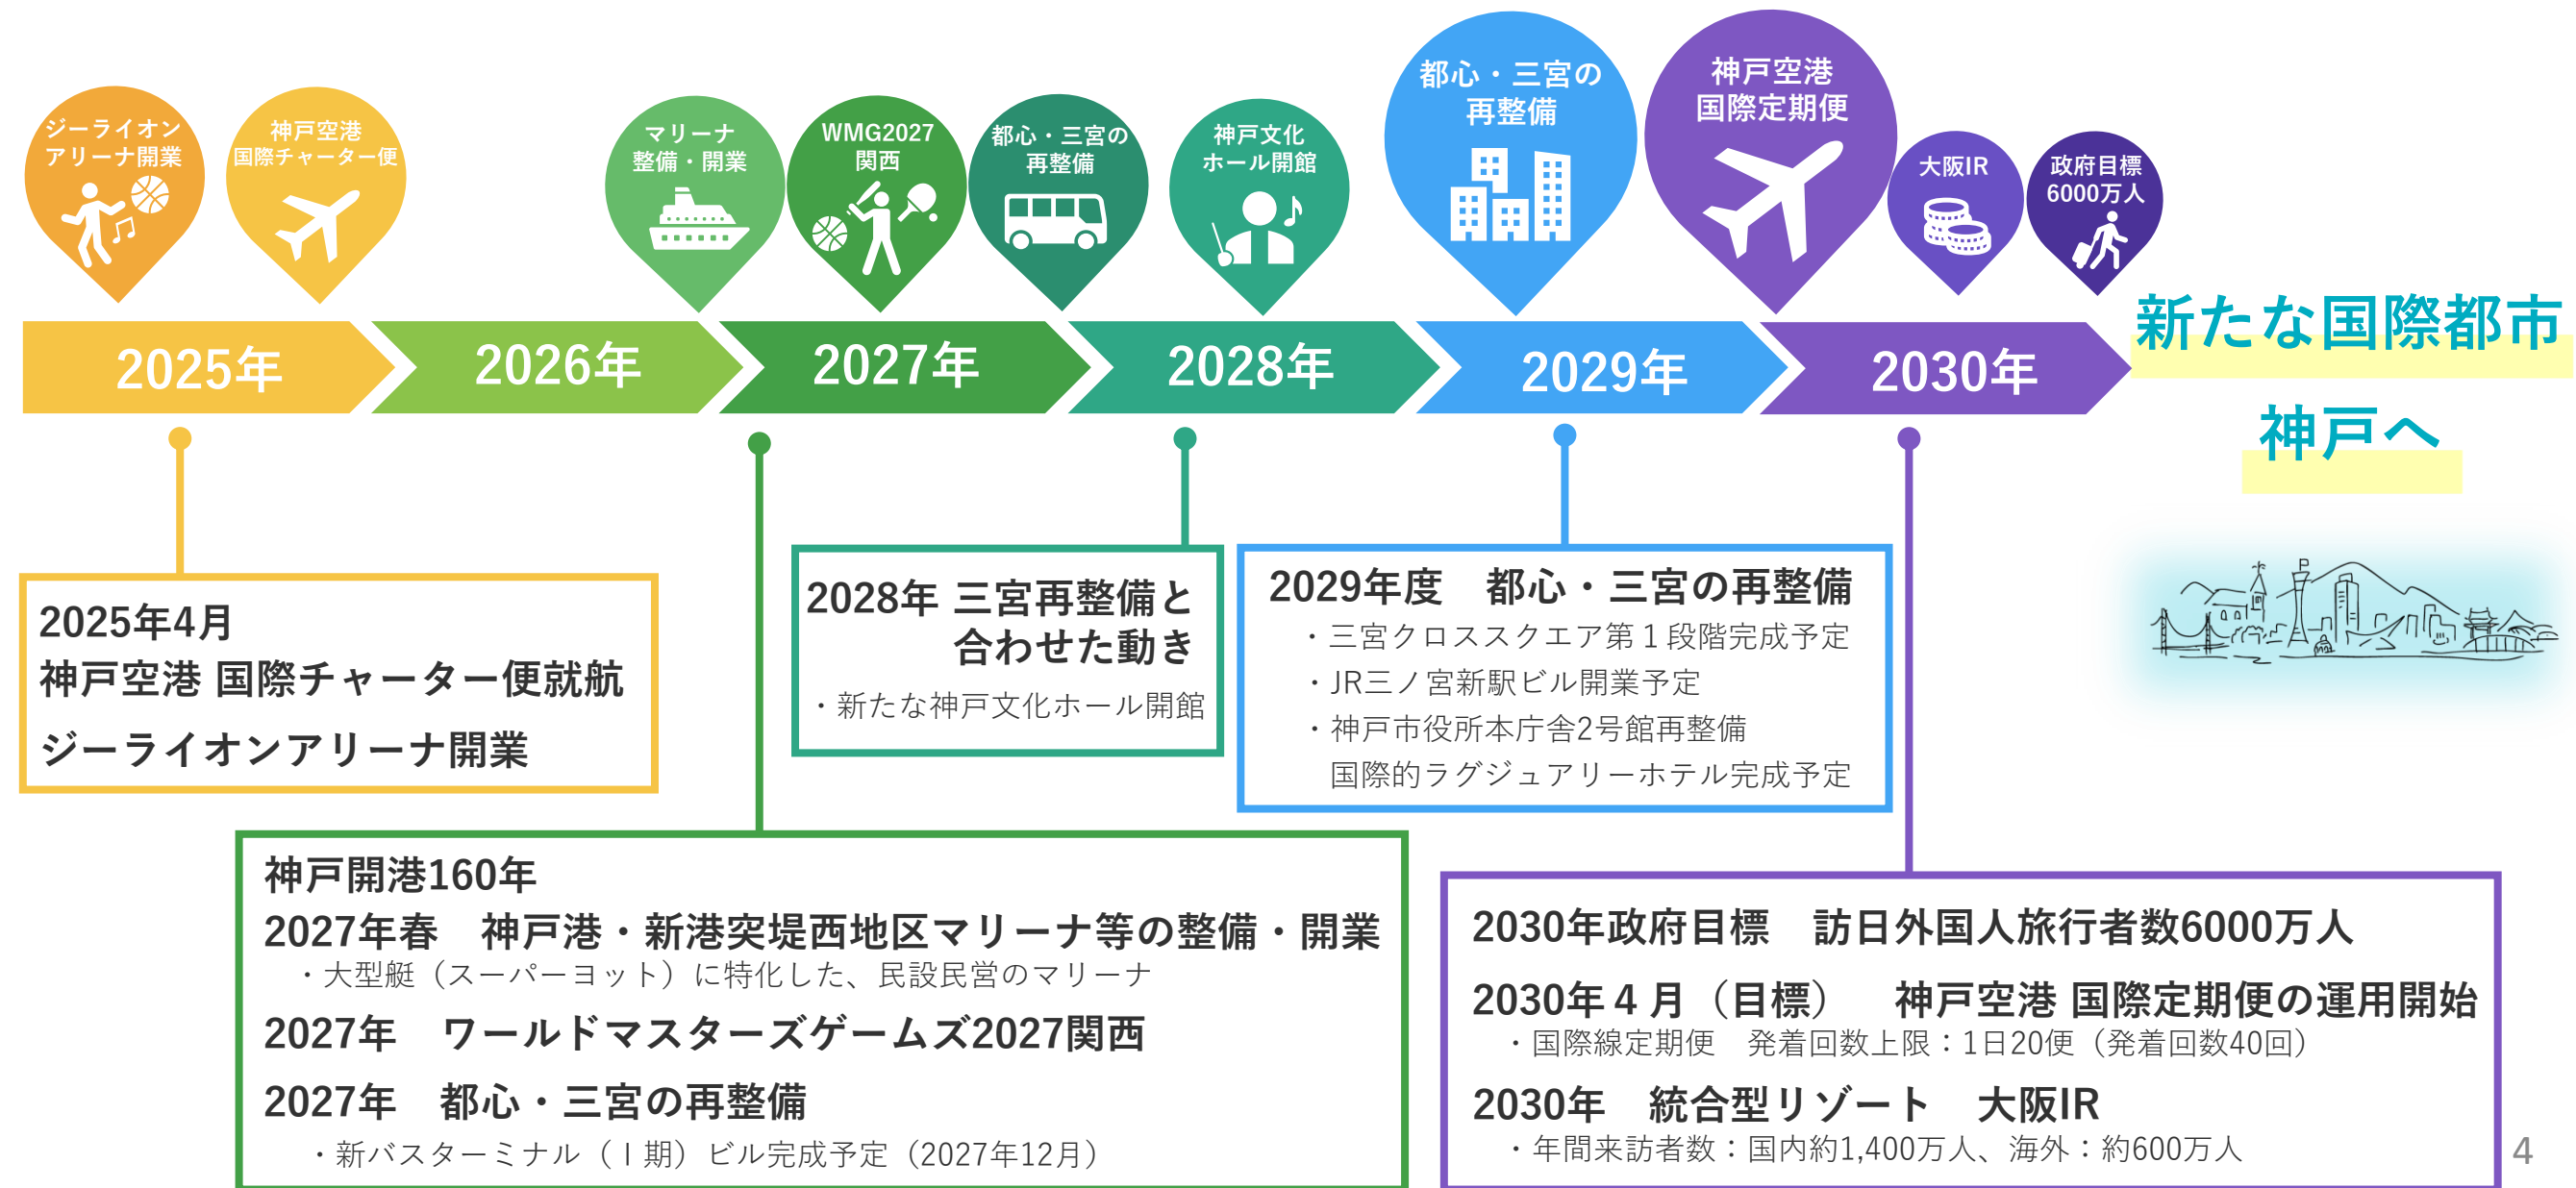 ジーライオン
アリーナ開業
神戸空港
国際チャーター便
マリーナ
整備・開業
WMG2027
関西
都心・三宮の
再整備
神戸文化
ホール開館
都心・三宮の
再整備
神戸空港
国際定期便
大阪IR
政府目標
6000万人
2025年
2026年
2027年
2028年
2029年
2030年
新たな国際都市
神戸へ
2025年4月
神戸空港 国際チャーター便就航
ジーライオンアリーナ開業
神戸開港160年
2027年春　神戸港・新港突堤西地区マリーナ等の整備・開業
・大型艇（スーパーヨット）に特化した、民設民営のマリーナ
2027年　ワールドマスターズゲームズ2027関西
2027年　都心・三宮の再整備
・新バスターミナル（Ⅰ期）ビル完成予定（2027年12月）
2028年 三宮再整備と
合わせた動き
・新たな神戸文化ホール開館
2029年度　都心・三宮の再整備
・三宮クロススクエア第１段階完成予定
・JR三ノ宮新駅ビル開業予定
・神戸市役所本庁舎2号館再整備
国際的ラグジュアリーホテル完成予定
2030年政府目標　訪日外国人旅行者数6000万人
2030年４月（目標）　神戸空港 国際定期便の運用開始
・国際線定期便　発着回数上限：1日20便（発着回数40回）
2030年　統合型リゾート　大阪IR
・年間来訪者数：国内約1,400万人、海外：約600万人
4